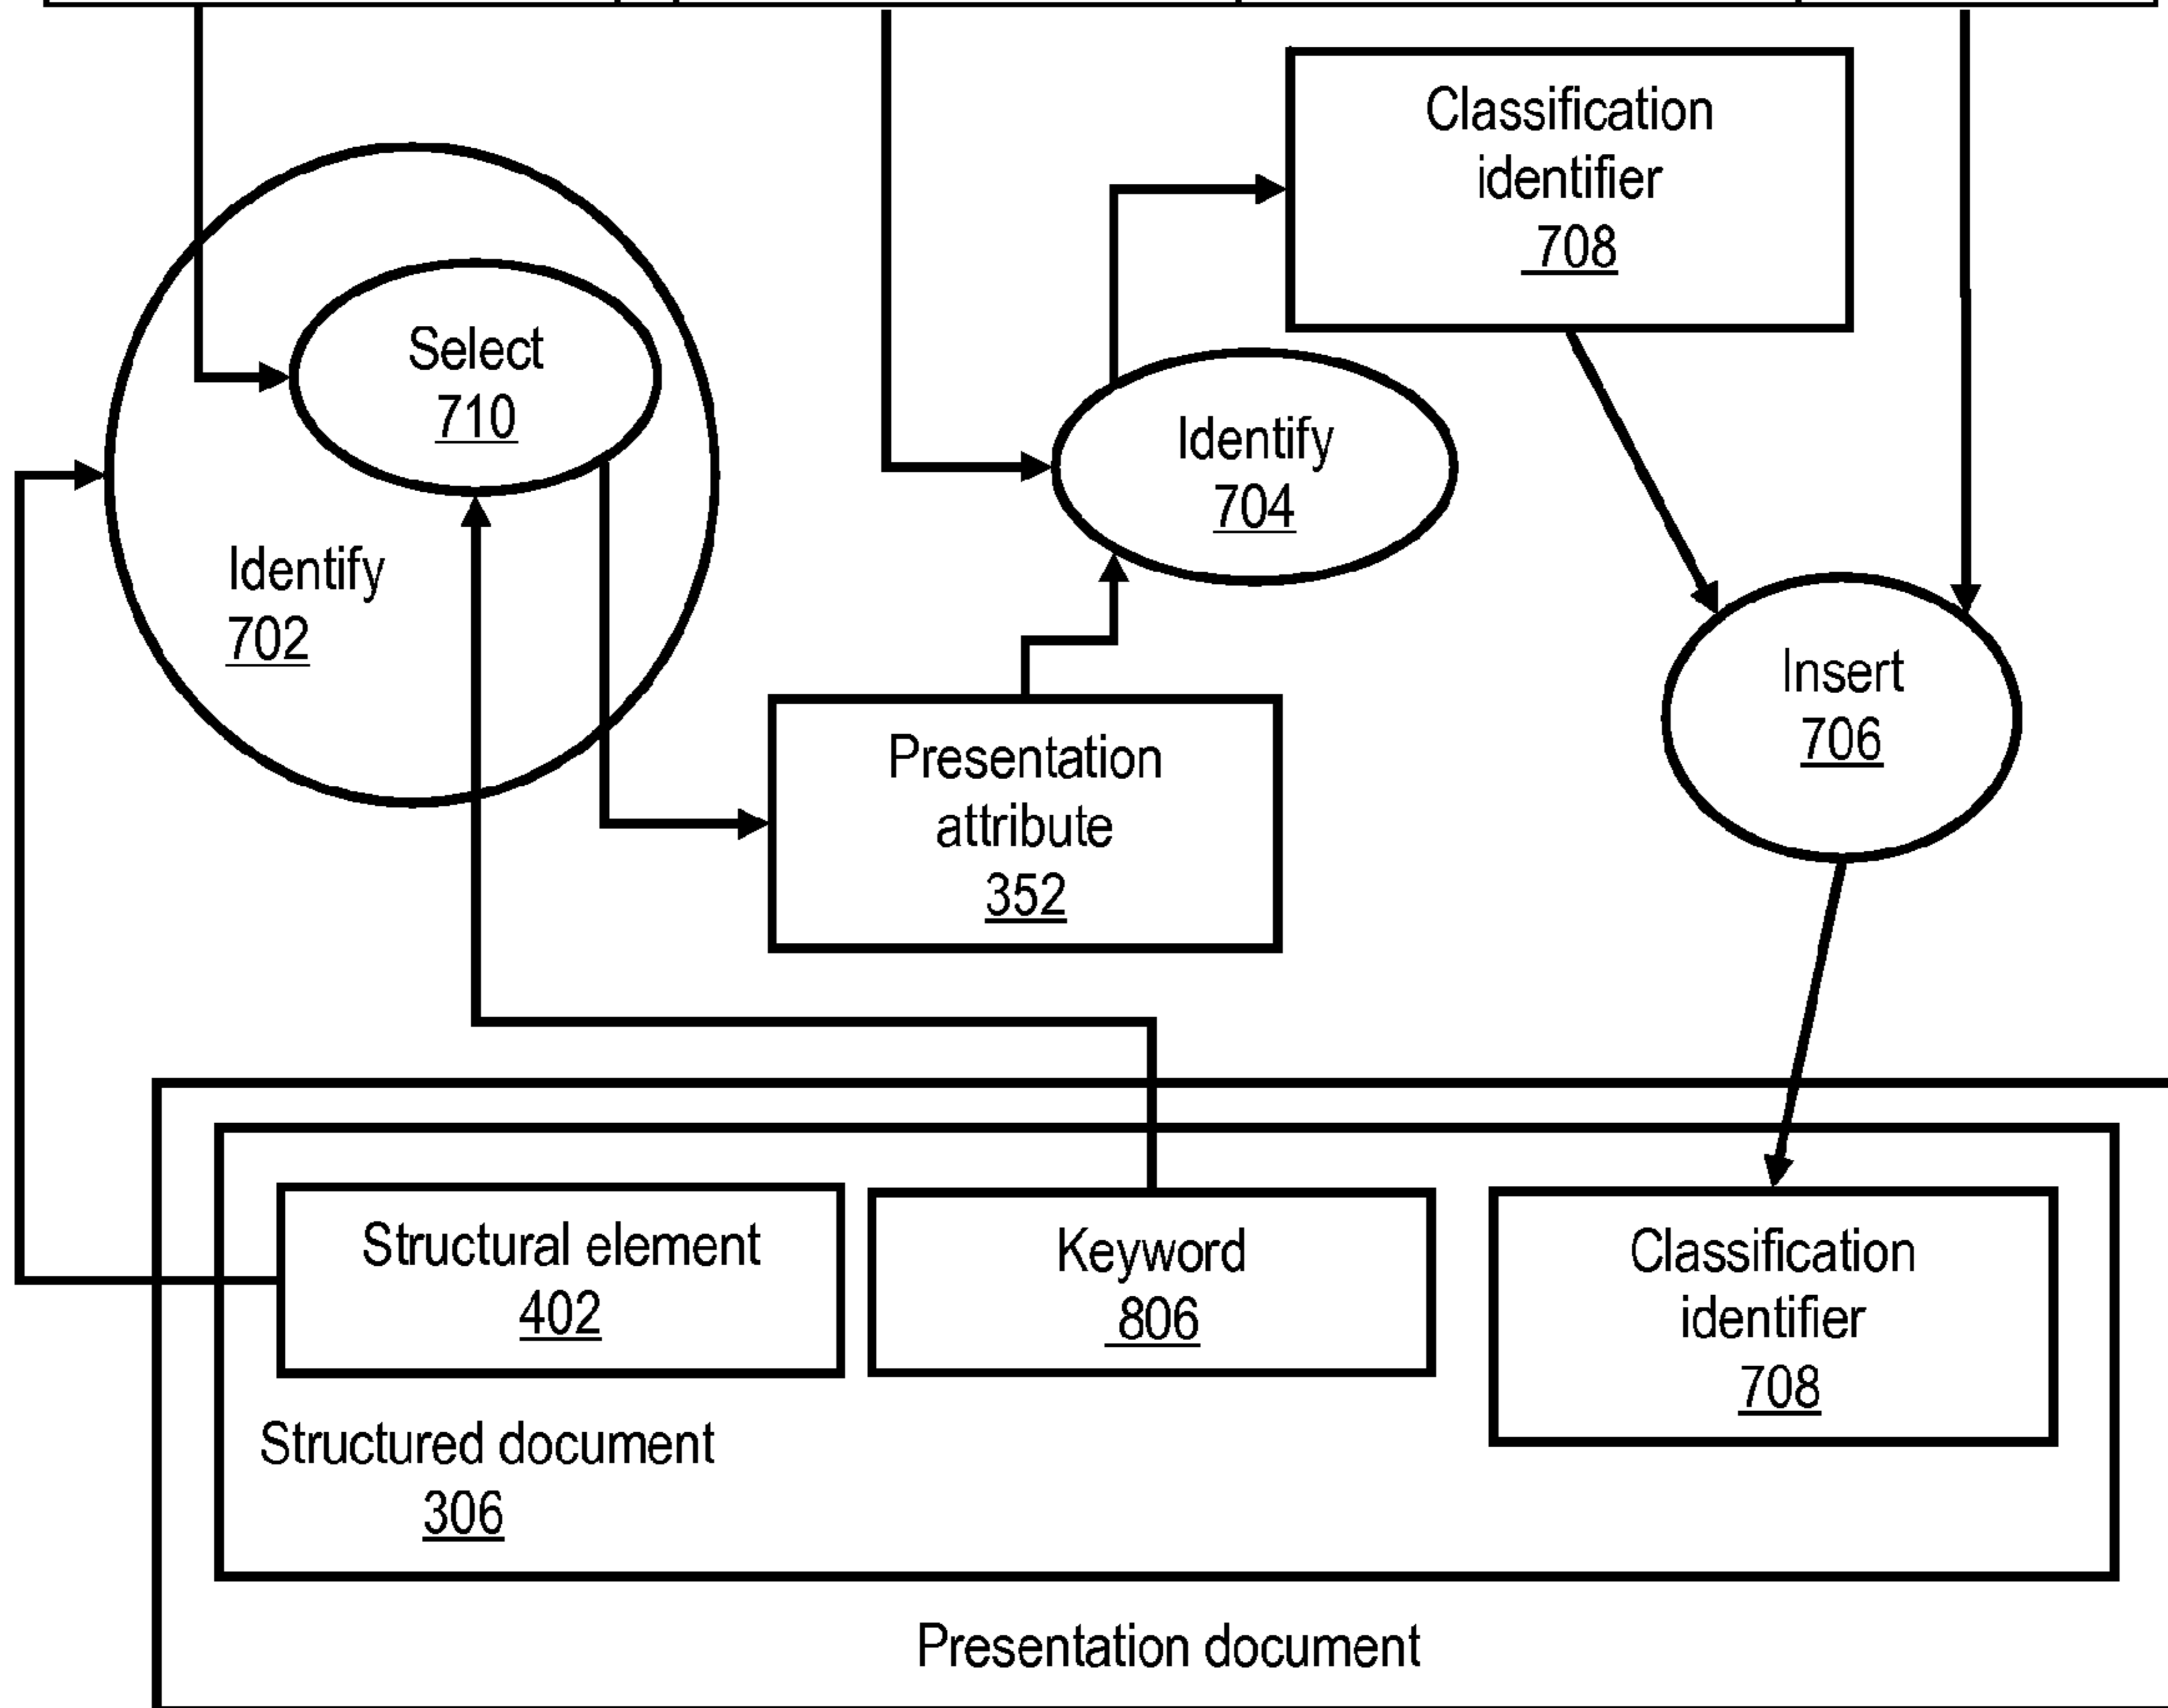 Classification
identifier
708
Select
710
Identify
704
Identify
702
Insert
706
Presentation
attribute
352
Structural element
402
Keyword
806
Classification
identifier
708
Structured document
306
Presentation document